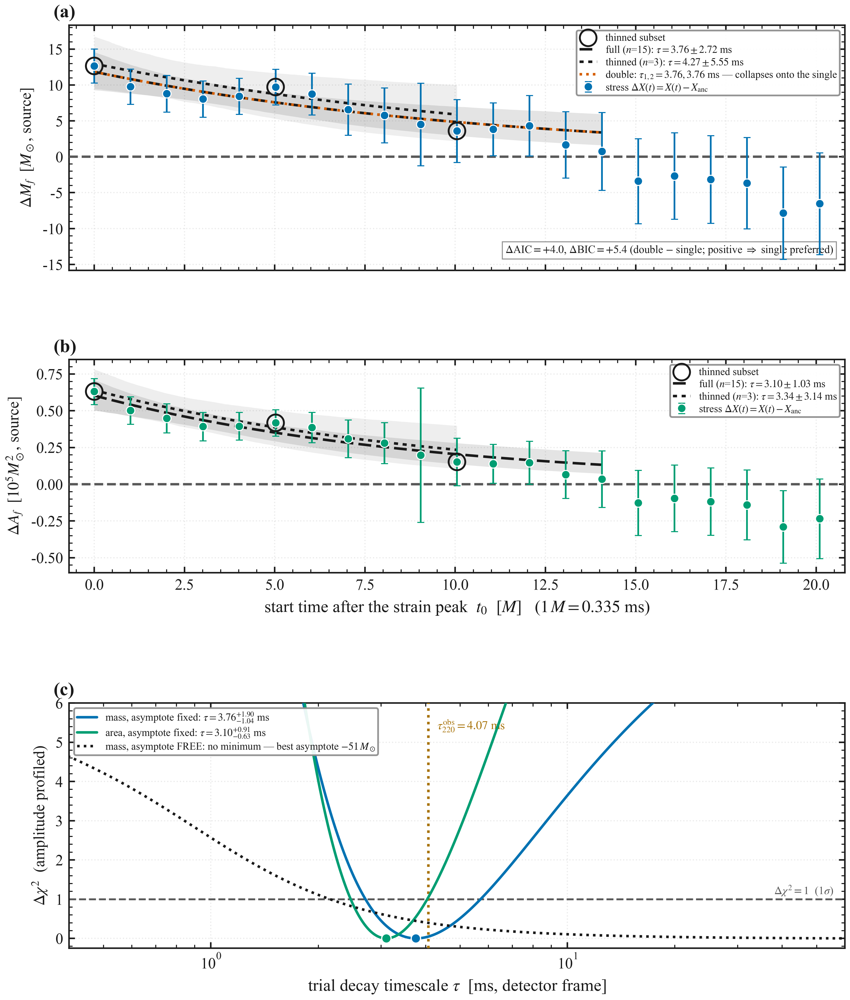 (a)
ΔM_f [M_⊙, source]
15
10
5
0
-5
-10
-15
thinned subset
full (n=15): τ = 3.76 ± 2.72 ms
thinned (n=3): τ = 4.27 ± 5.55 ms
double: τ_{1,2} = 3.76, 3.76 ms — collapses onto the single
stress ΔX(t) = X(t) − X_anc
ΔAIC = +4.0, ΔBIC = +5.4 (double − single; positive ⇒ single preferred)
(b)
ΔA_f [10^5 M_⊙^2, source]
0.75
0.50
0.25
0.00
-0.25
-0.50
thinned subset
full (n=15): τ = 3.10 ± 1.03 ms
thinned (n=3): τ = 3.34 ± 3.14 ms
stress ΔX(t) = X(t) − X_anc
0.0 2.5 5.0 7.5 10.0 12.5 15.0 17.5 20.0
start time after the strain peak t_0 [M] (1 M = 0.335 ms)
(c)
Δχ^2 (amplitude profiled)
6
5
4
3
2
1
0
mass, asymptote fixed: τ = 3.76^{+1.90}_{−1.04} ms
area, asymptote fixed: τ = 3.10^{+0.91}_{−0.63} ms
mass, asymptote FREE: no minimum — best asymptote −51 M_⊙
τ^{obs}_{220} = 4.07 ms
Δχ^2 = 1 (1σ)
10^0 10^1
trial decay timescale τ [ms, detector frame]